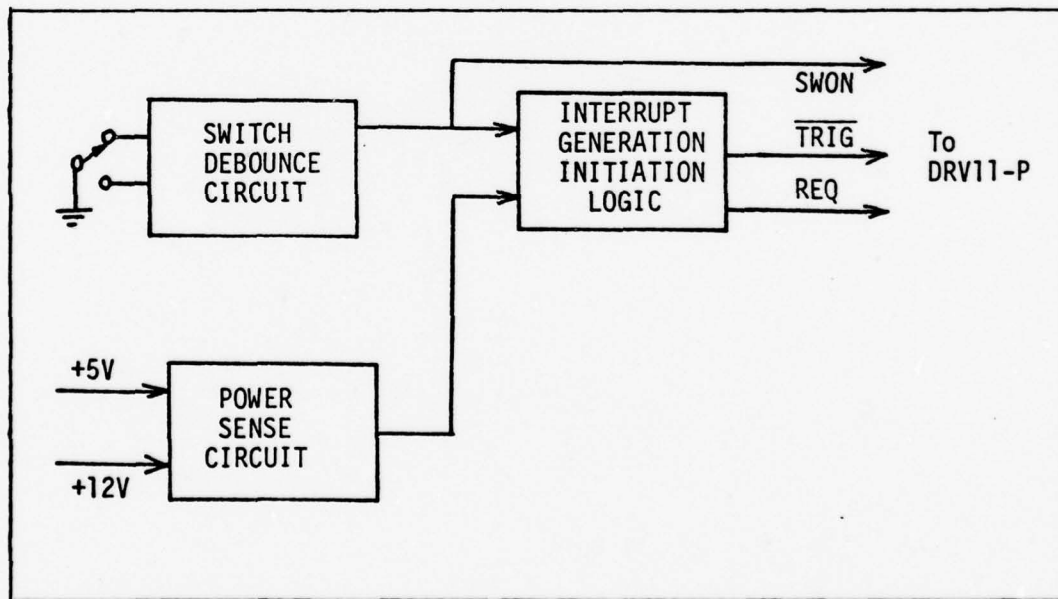 SWITCH
DEBOUNCE
CIRCUIT
INTERRUPT
GENERATION
INITIATION
LOGIC
SWON
TRIG
REQ
To
DRV11-P
+5V
+12V
POWER
SENSE
CIRCUIT